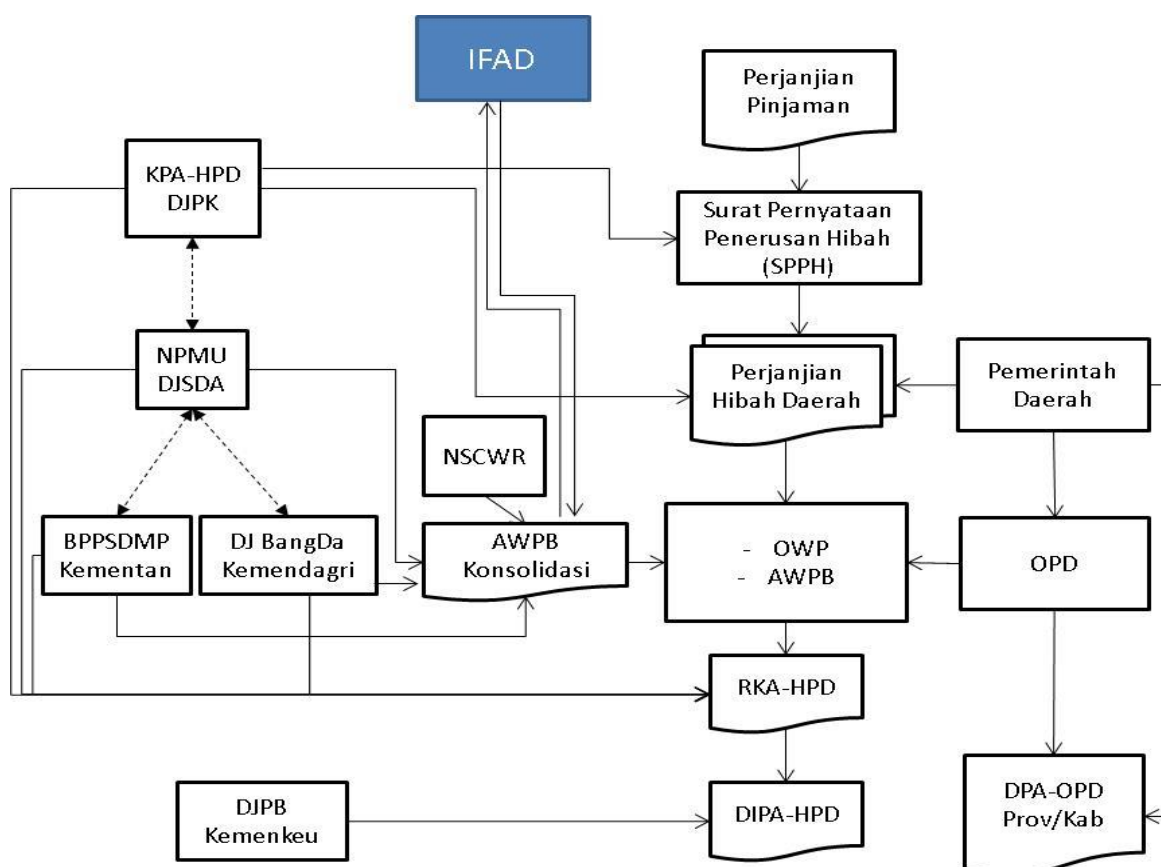 IFAD
Perjanjian
Pinjaman
KPA-HPD
DJPK
Surat Pernyataan
Penerusan Hibah
(SPPH)
NPMU
DJSDA
Perjanjian
Hibah Daerah
Pemerintah
Daerah
NSCWR
BPPSDMP
Kementan
DJ BangDa
Kemendagri
AWPB
Konsolidasi
- OWP
- AWPB
OPD
RKA-HPD
DJPB
Kemenkeu
DIPA-HPD
DPA-OPD
Prov/Kab